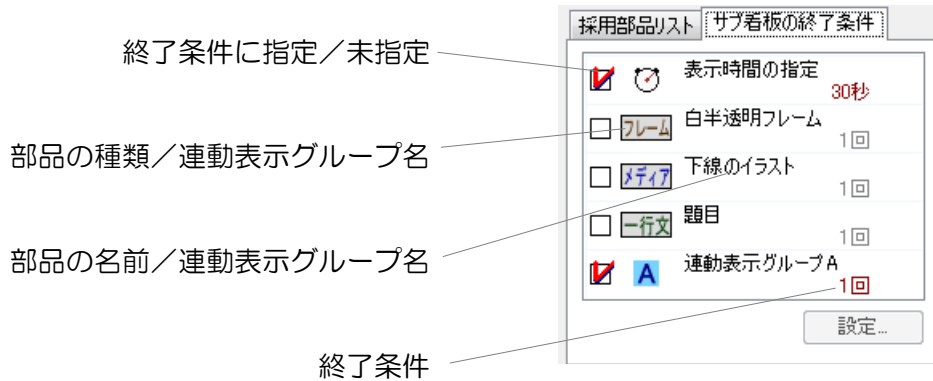 採用部品リスト サブ看板の終了条件
終了条件に指定／未指定
表示時間の指定
30秒
フレーム 白半透明フレーム
1回
部品の種類／連動表示グループ名
メディア 下線のイラスト
1回
一行文 題目
1回
部品の名前／連動表示グループ名
A 連動表示グループA
1回
設定...
終了条件